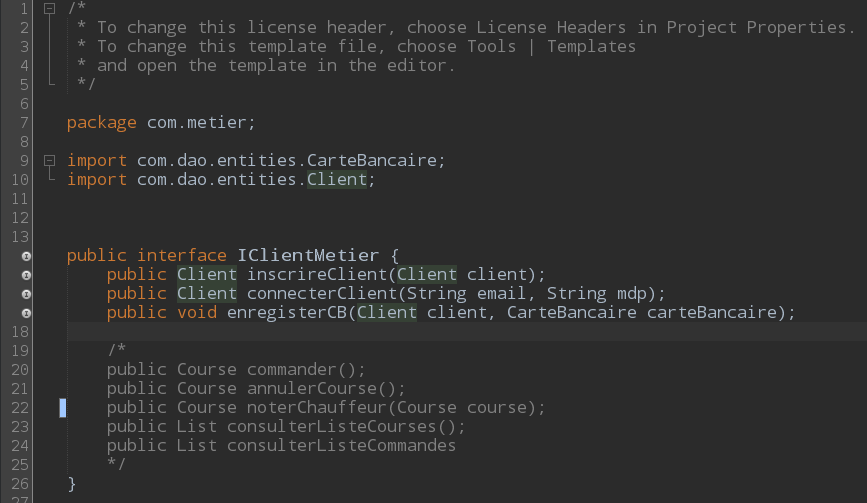 1 /*
2 * To change this license header, choose License Headers in Project Properties.
3 * To change this template file, choose Tools | Templates
4 * and open the template in the editor.
5 */
6
7 package com.metier;
8
9 import com.dao.entities.CarteBancaire;
10 import com.dao.entities.Client;
11
12
13
public interface IClientMetier {
public Client inscrireClient(Client client);
public Client connecterClient(String email, String mdp);
public void enregisterCB(Client client, CarteBancaire carteBancaire);
18
19 /*
20 public Course commander();
21 public Course annulerCourse();
22 public Course noterChauffeur(Course course);
23 public List consulterListeCourses();
24 public List consulterListeCommandes
25 */
26 }
27